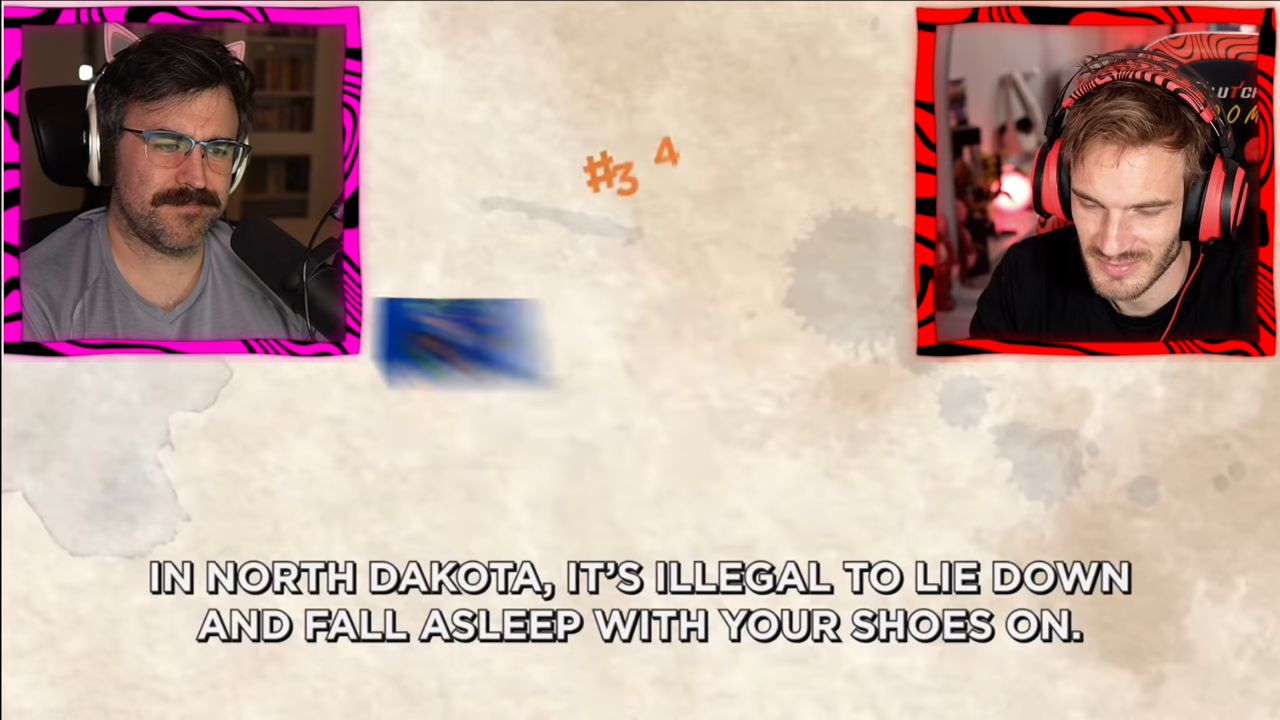 #3 4
IN NORTH DAKOTA, IT'S ILLEGAL TO LIE DOWN
AND FALL ASLEEP WITH YOUR SHOES ON.